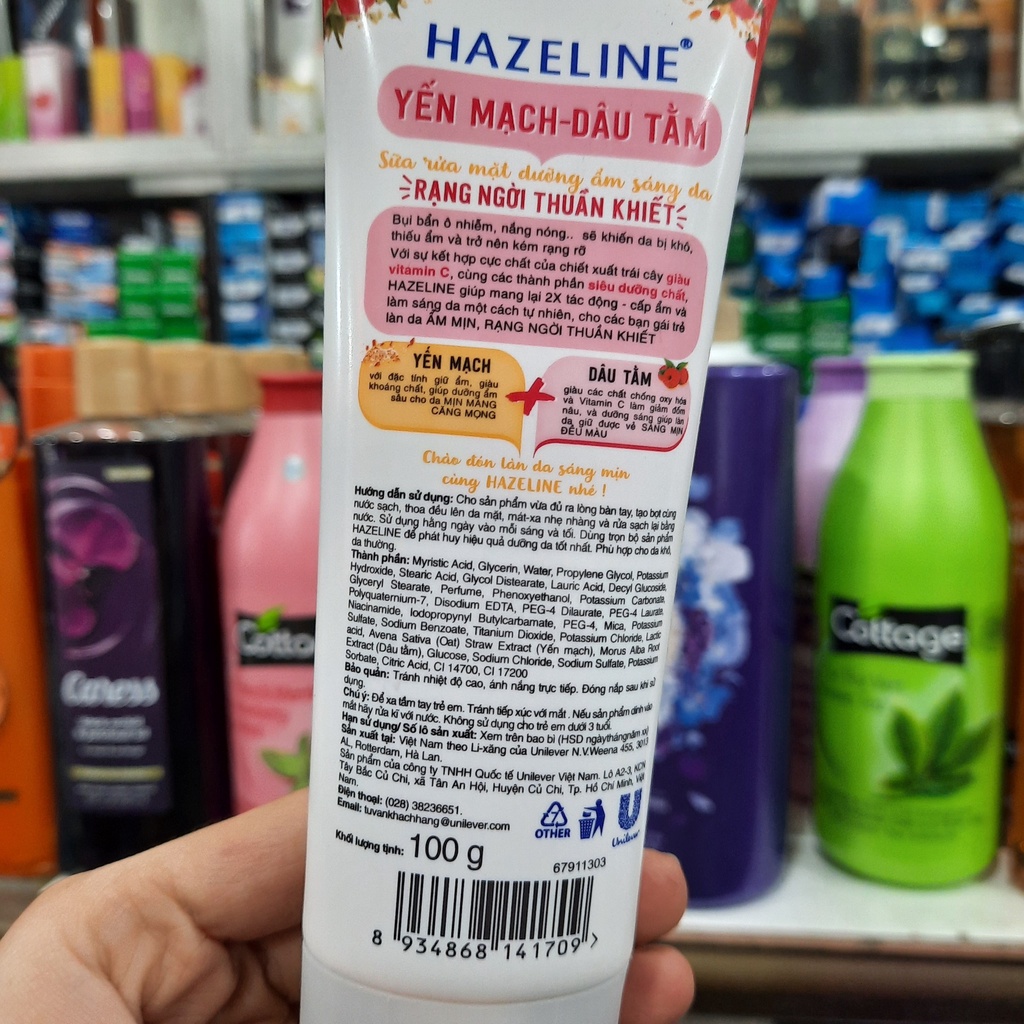 HAZELINE®
YẾN MẠCH-DÂU TẰM
Sữa rửa mặt dưỡng ẩm sáng da
RẠNG NGỜI THUẦN KHIẾT
Bụi bẩn ô nhiễm, nắng nóng.. sẽ khiến da bị khô,
thiếu ẩm và trở nên kém rạng rỡ
Với sự kết hợp cực chất của chiết xuất trái cây giàu
vitamin C, cùng các thành phần siêu dưỡng chất,
HAZELINE giúp mang lại 2X tác động - cấp ẩm và
làm sáng da một cách tự nhiên, cho các bạn gái trẻ
làn da ẨM MỊN, RẠNG NGỜI THUẦN KHIẾT
YẾN MẠCH
với đặc tính giữ ẩm, giàu
khoáng chất, giúp dưỡng ẩm
sâu cho da MỊN MÀNG
CĂNG MỌNG
DÂU TẰM
giàu các chất chống oxy hóa
và Vitamin C làm giảm đốm
nâu, và dưỡng sáng giúp làn
da giữ được vẻ SÁNG MỊN
ĐỀU MÀU
Chào đón làn da sáng mịn
cùng HAZELINE nhé !
Hướng dẫn sử dụng: Cho sản phẩm vừa đủ ra lòng bàn tay, tạo bọt cùng
nước sạch, thoa đều lên da mặt, mát-xa nhẹ nhàng và rửa sạch lại bằng
nước. Sử dụng hằng ngày vào mỗi sáng và tối. Dùng trọn bộ sản phẩm
HAZELINE để phát huy hiệu quả dưỡng da tốt nhất. Phù hợp cho da khô,
da thường.
Thành phần: Myristic Acid, Glycerin, Water, Propylene Glycol, Potassium
Hydroxide, Stearic Acid, Glycol Distearate, Lauric Acid, Decyl Glucoside,
Glyceryl Stearate, Perfume, Phenoxyethanol, Potassium Carbonate,
Polyquaternium-7, Disodium EDTA, PEG-4 Dilaurate, PEG-4 Laurate,
Niacinamide, Iodopropynyl Butylcarbamate, PEG-4, Mica, Potassium
Sulfate, Sodium Benzoate, Titanium Dioxide, Potassium Chloride, Lactic
acid, Avena Sativa (Oat) Straw Extract (Yến mạch), Morus Alba Root
Extract (Dâu tằm), Glucose, Sodium Chloride, Sodium Sulfate, Potassium
Sorbate, Citric Acid, CI 14700, CI 17200
Bảo quản: Tránh nhiệt độ cao, ánh nắng trực tiếp. Đóng nắp sau khi sử
dụng.
Chú ý: Để xa tầm tay trẻ em. Tránh tiếp xúc với mắt. Nếu sản phẩm dính vào
mắt hãy rửa kĩ với nước. Không sử dụng cho trẻ em dưới 3 tuổi.
Hạn sử dụng/ Số lô sản xuất: Xem trên bao bì (HSD ngàythángnăm xx)
Sản xuất tại: Việt Nam theo Li-xăng của Unilever N.V.Weena 455, 3013
AL, Rotterdam, Hà Lan.
Sản phẩm của công ty TNHH Quốc tế Unilever Việt Nam. Lô A2-3, KCN
Tây Bắc Củ Chi, xã Tân An Hội, Huyện Củ Chi, Tp. Hồ Chí Minh, Việt
Nam.
Điện thoại: (028) 38236651.
Email: tuvankhachhang@unilever.com
OTHER
Unilever
Khối lượng tịnh: 100 g
67911303
8 934868 141709 >
Caress
Cotta
Cottage